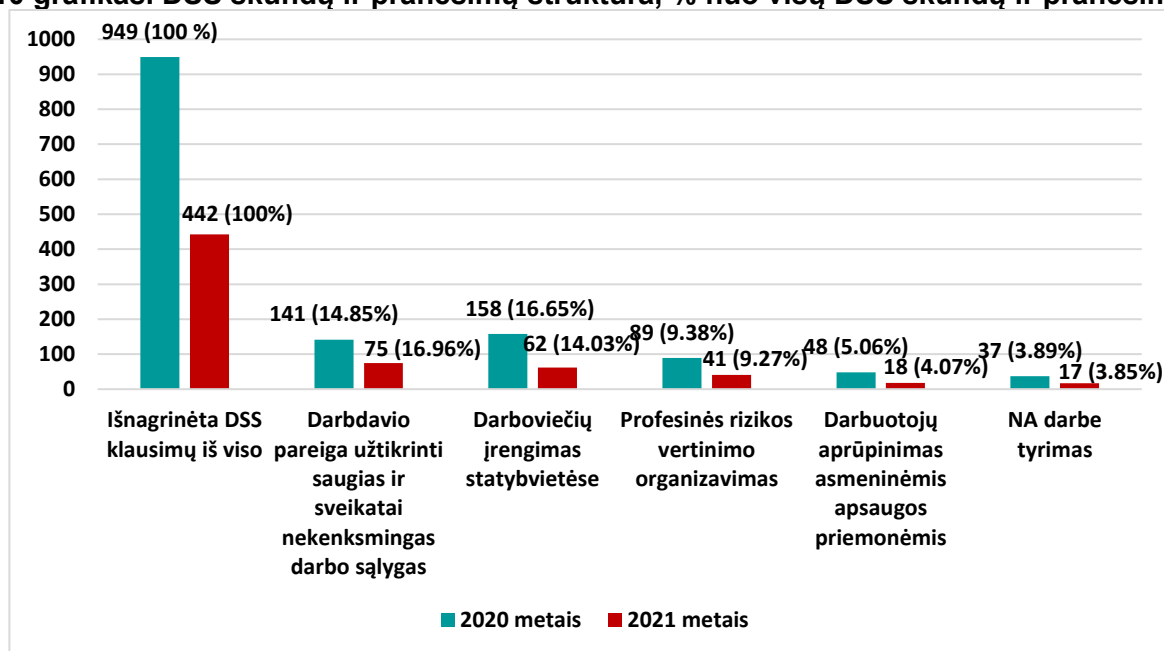 1000
900
800
700
600
500
400
300
200
100
0
949 (100 %)
442 (100%)
141 (14.85%)
75 (16.96%)
158 (16.65%)
62 (14.03%)
89 (9.38%)
41 (9.27%)
48 (5.06%)
18 (4.07%)
37 (3.89%)
17 (3.85%)
Išnagrinėta DSS
klausimų iš viso
Darbdavio
pareiga užtikrinti
saugias ir
sveikatai
nekenksmingas
darbo sąlygas
Darboviečių
įrengimas
statybvietėse
Profesinės rizikos
vertinimo
organizavimas
Darbuotojų
aprūpinimas
asmeninėmis
apsaugos
priemonėmis
NA darbe
tyrimas
2020 metais
2021 metais